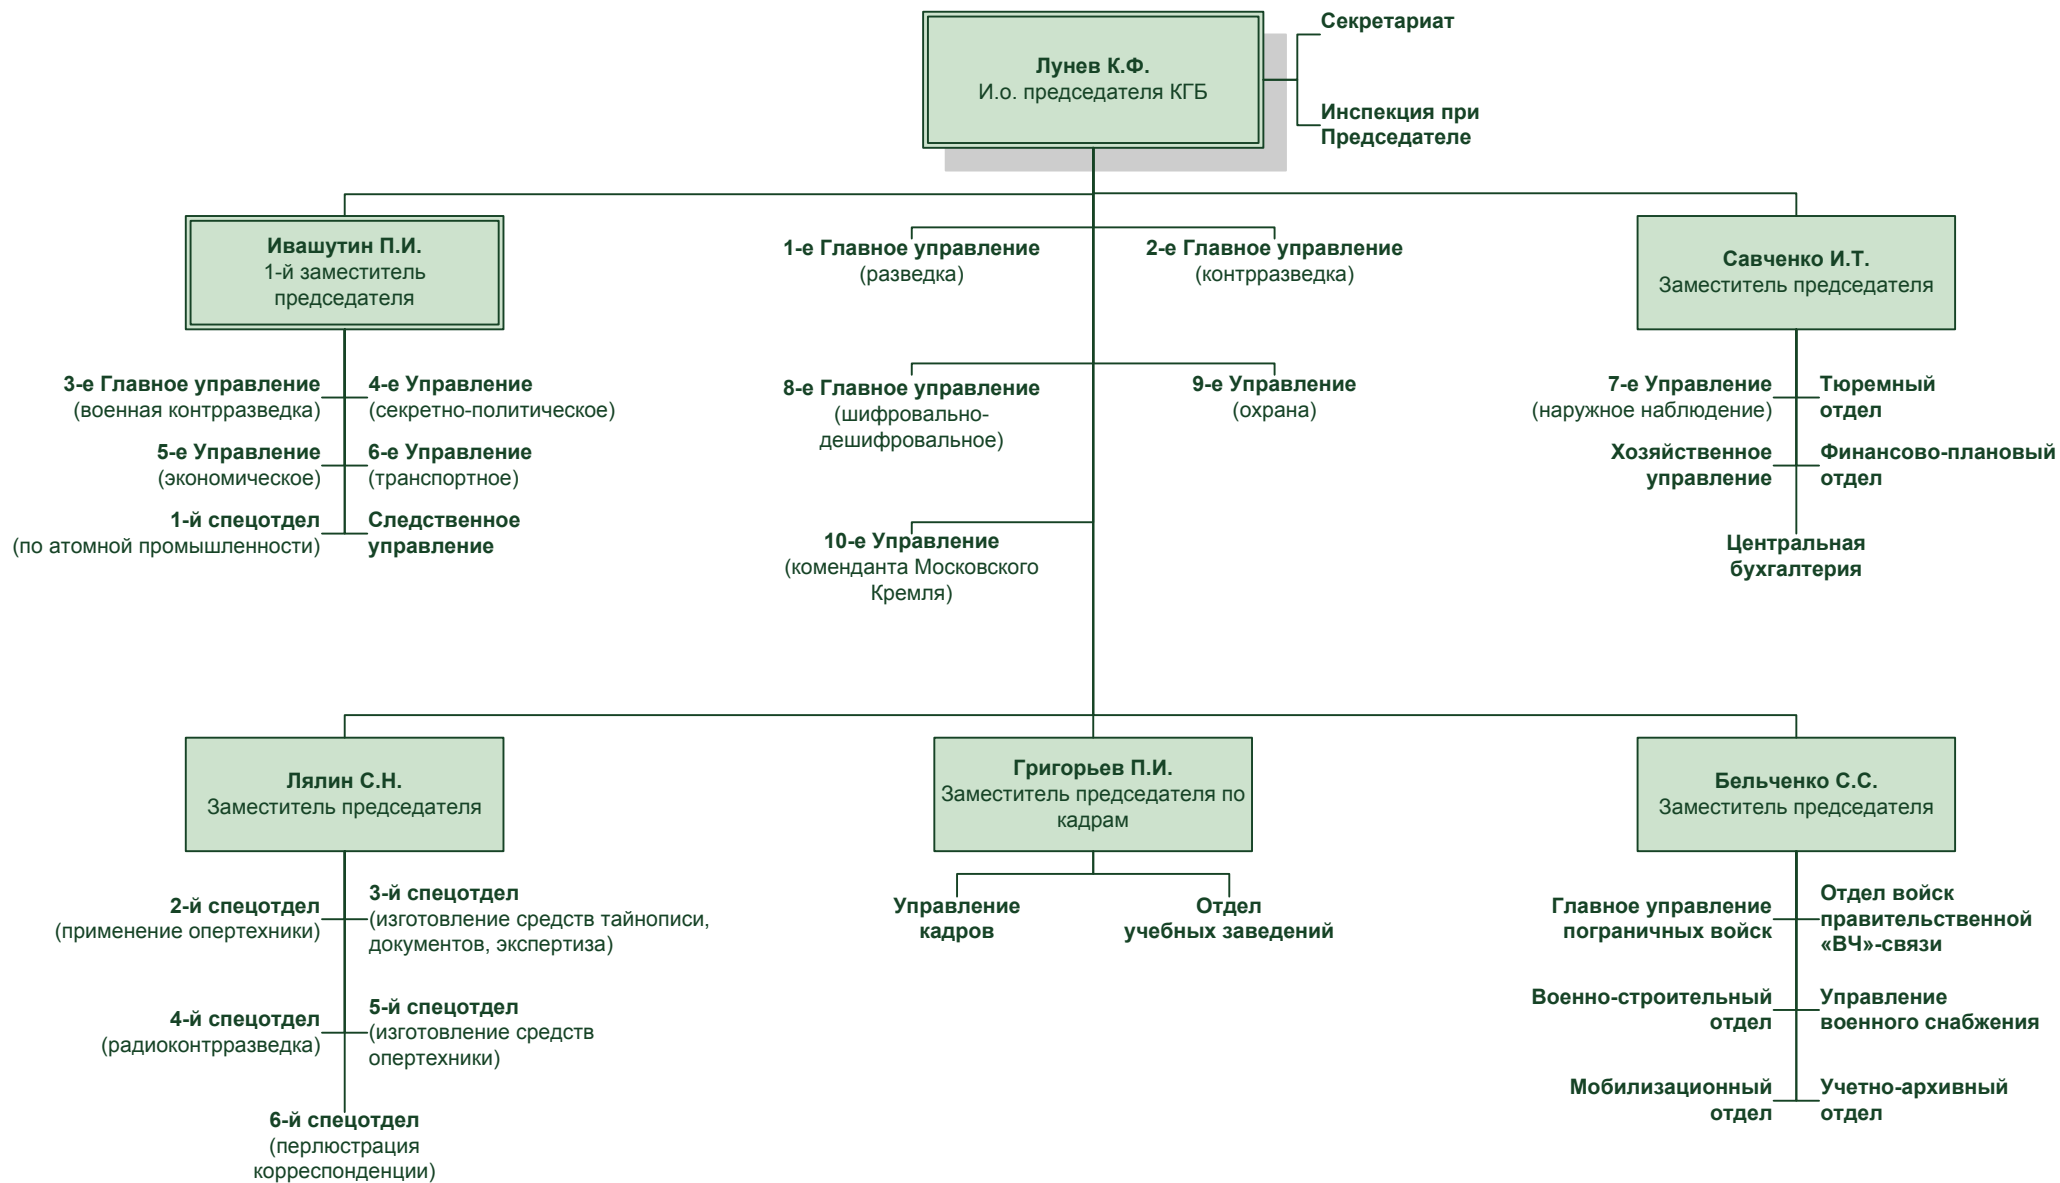 Лунев К.Ф.
И.о. председателя КГБ
Секретариат
Инспекция при
Председателе
Ивашутин П.И.
1-й заместитель
председателя
3-е Главное управление
(военная контрразведка)
4-е Управление
(секретно-политическое)
5-е Управление
(экономическое)
6-е Управление
(транспортное)
1-й спецотдел
(по атомной промышленности)
Следственное
управление
1-е Главное управление
(разведка)
2-е Главное управление
(контрразведка)
8-е Главное управление
(шифровально-
дешифровальное)
9-е Управление
(охрана)
10-е Управление
(коменданта Московского
Кремля)
Савченко И.Т.
Заместитель председателя
7-е Управление
(наружное наблюдение)
Тюремный
отдел
Хозяйственное
управление
Финансово-плановый
отдел
Центральная
бухгалтерия
Лялин С.Н.
Заместитель председателя
2-й спецотдел
(применение опертехники)
3-й спецотдел
(изготовление средств тайнописи,
документов, экспертиза)
4-й спецотдел
(радиоконтрразведка)
5-й спецотдел
(изготовление средств
опертехники)
6-й спецотдел
(перлюстрация
корреспонденции)
Григорьев П.И.
Заместитель председателя по
кадрам
Управление
кадров
Отдел
учебных заведений
Бельченко С.С.
Заместитель председателя
Главное управление
пограничных войск
Отдел войск
правительственной
«ВЧ»-связи
Военно-строительный
отдел
Управление
военного снабжения
Мобилизационный
отдел
Учетно-архивный
отдел